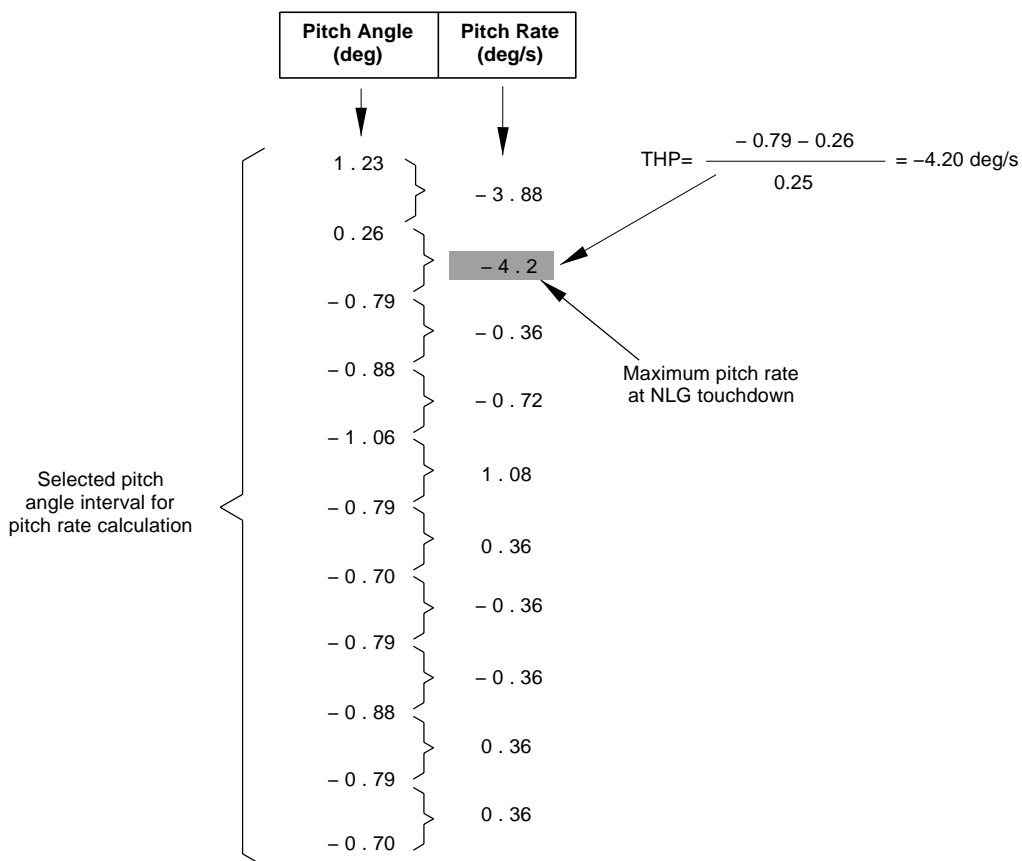 Pitch Angle (deg)
Pitch Rate (deg/s)
1 . 23
– 3 . 88
THP= – 0.79 – 0.26 / 0.25 = –4.20 deg/s
0 . 26
– 4 . 2
– 0 . 79
– 0 . 36
– 0 . 88
Maximum pitch rate
at NLG touchdown
– 0 . 72
– 1 . 06
1 . 08
Selected pitch
angle interval for
pitch rate calculation
– 0 . 79
0 . 36
– 0 . 70
– 0 . 36
– 0 . 79
– 0 . 36
– 0 . 88
0 . 36
– 0 . 79
0 . 36
– 0 . 70